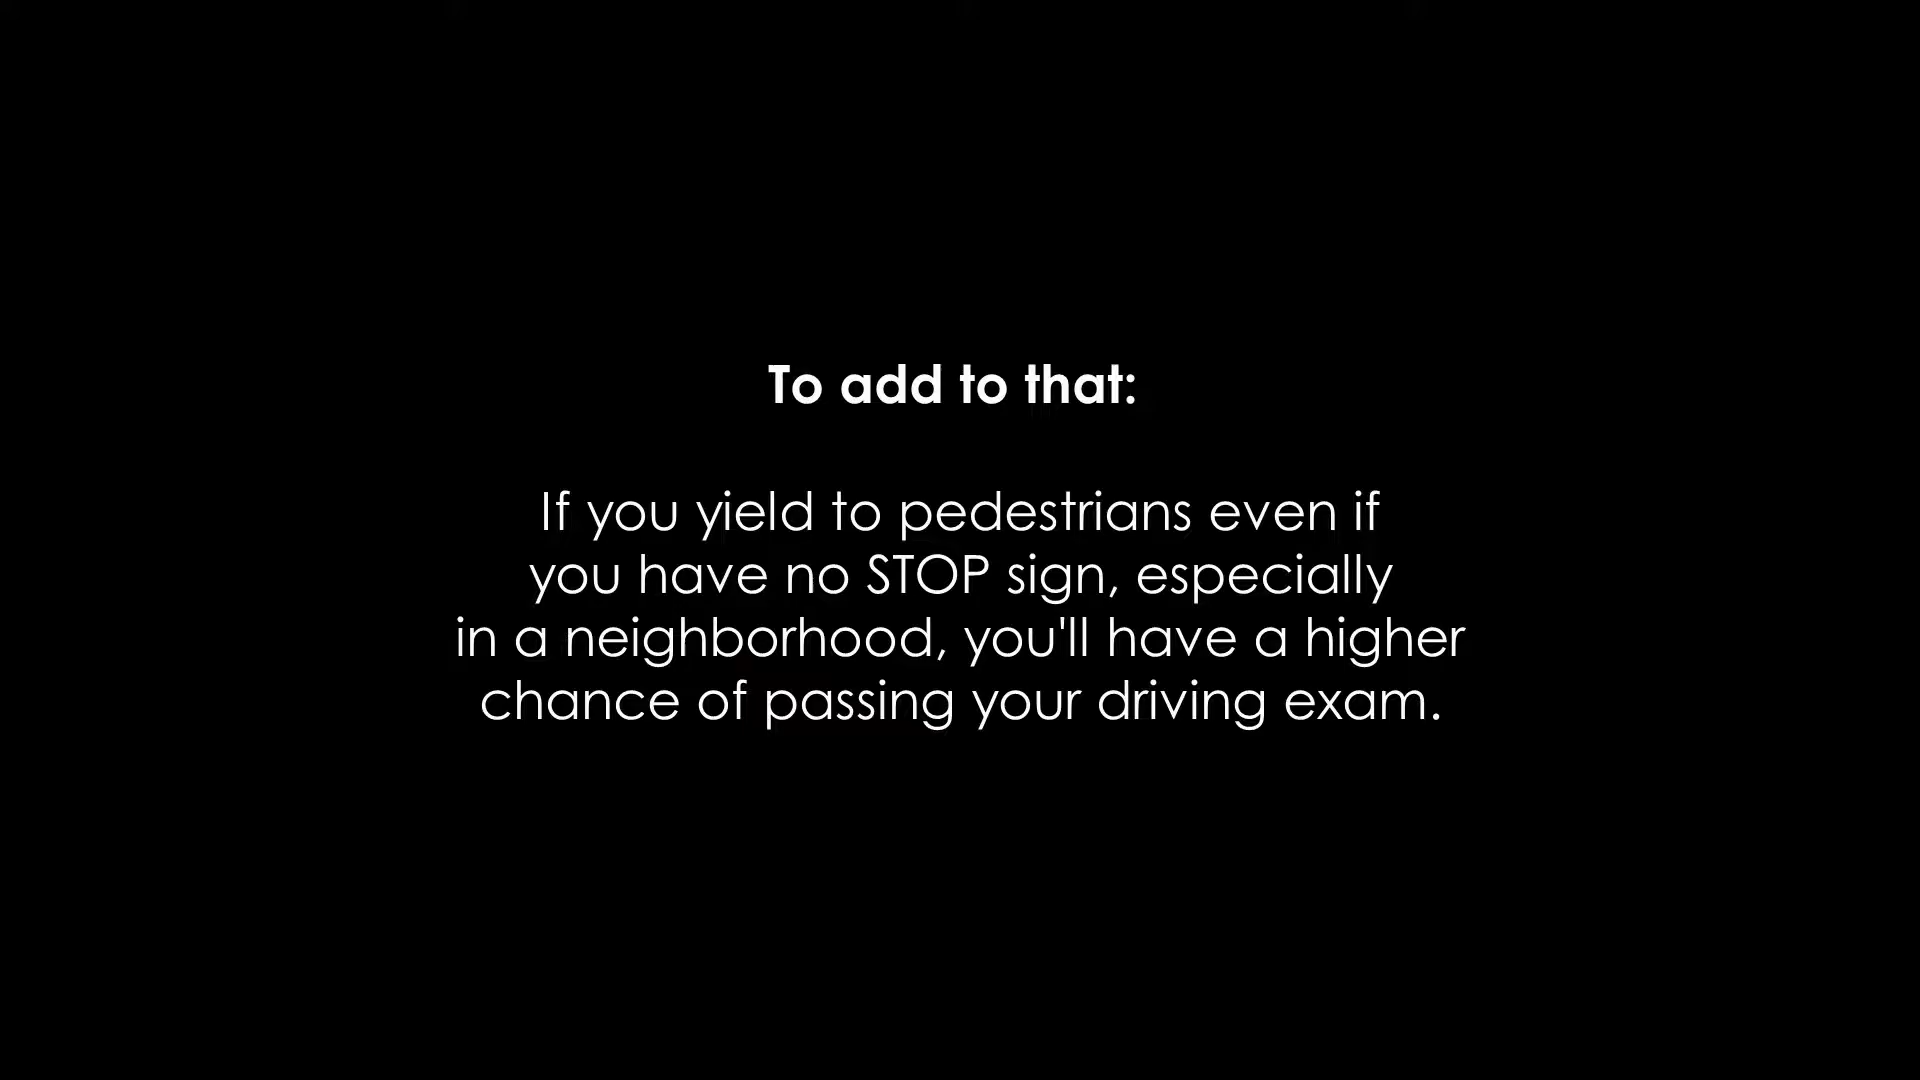 To add to that:
If you yield to pedestrians even if
you have no STOP sign, especially
in a neighborhood, you'll have a higher
chance of passing your driving exam.